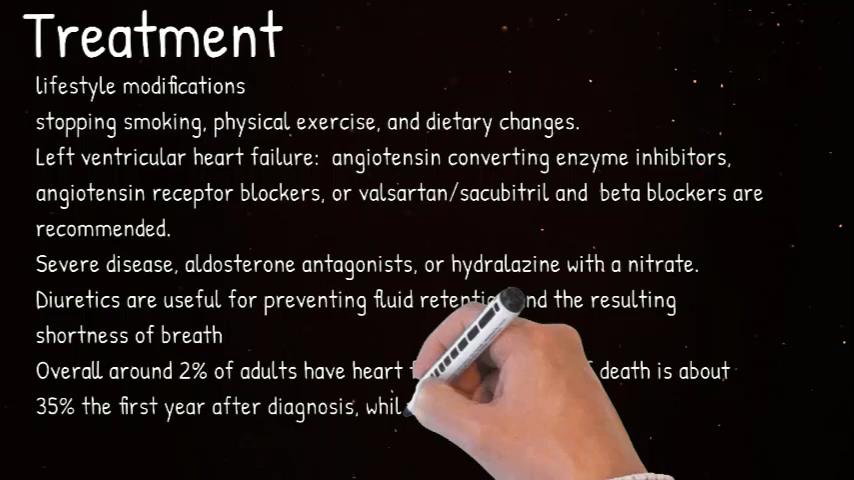 Treatment
lifestyle modifications
stopping smoking, physical exercise, and dietary changes.
Left ventricular heart failure: angiotensin converting enzyme inhibitors,
angiotensin receptor blockers, or valsartan/sacubitril and beta blockers are
recommended.
Severe disease, aldosterone antagonists, or hydralazine with a nitrate.
Diuretics are useful for preventing fluid the resulting
shortness of breath
Overall around 2% of adults have heart death is about
35% the first year after diagnosis,